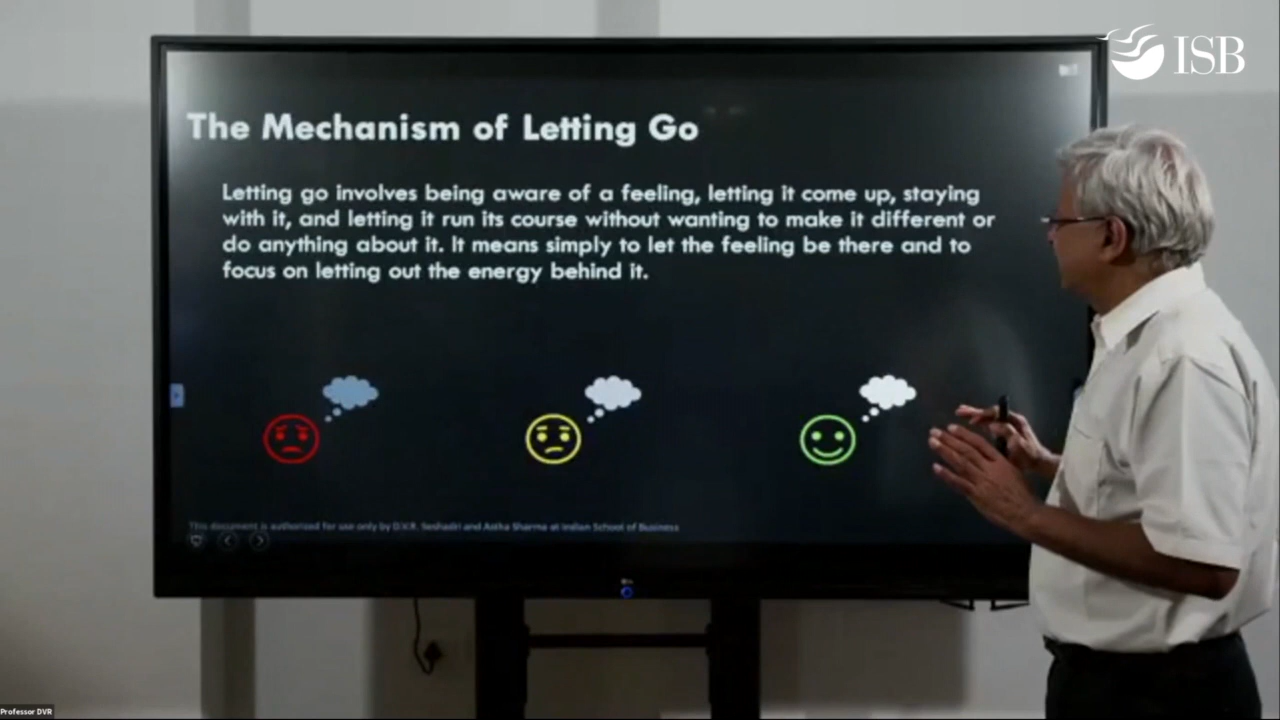 ISB
The Mechanism of Letting Go
Letting go involves being aware of a feeling, letting it come up, staying
with it, and letting it run its course without wanting to make it different or
do anything about it. It means simply to let the feeling be there and to
focus on letting out the energy behind it.
This document is authorized for use only by D.V.R. Seshadri and Astha Sharma at Indian School of Business
Professor DVR